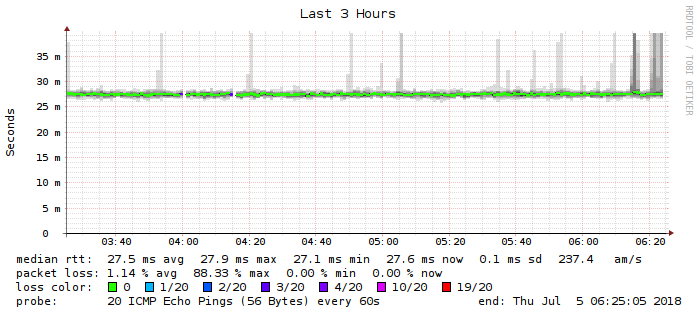 Last 3 Hours
RRDTOOL / TOBI OETIKER
Seconds
35 m
30 m
25 m
20 m
15 m
10 m
5 m
0
03:40 04:00 04:20 04:40 05:00 05:20 05:40 06:00 06:20
median rtt: 27.5 ms avg 27.9 ms max 27.1 ms min 27.6 ms now 0.1 ms sd 237.4 am/s
packet loss: 1.14 % avg 88.33 % max 0.00 % min 0.00 % now
loss color: 0 1/20 2/20 3/20 4/20 10/20 19/20
probe: 20 ICMP Echo Pings (56 Bytes) every 60s end: Thu Jul 5 06:25:05 2018